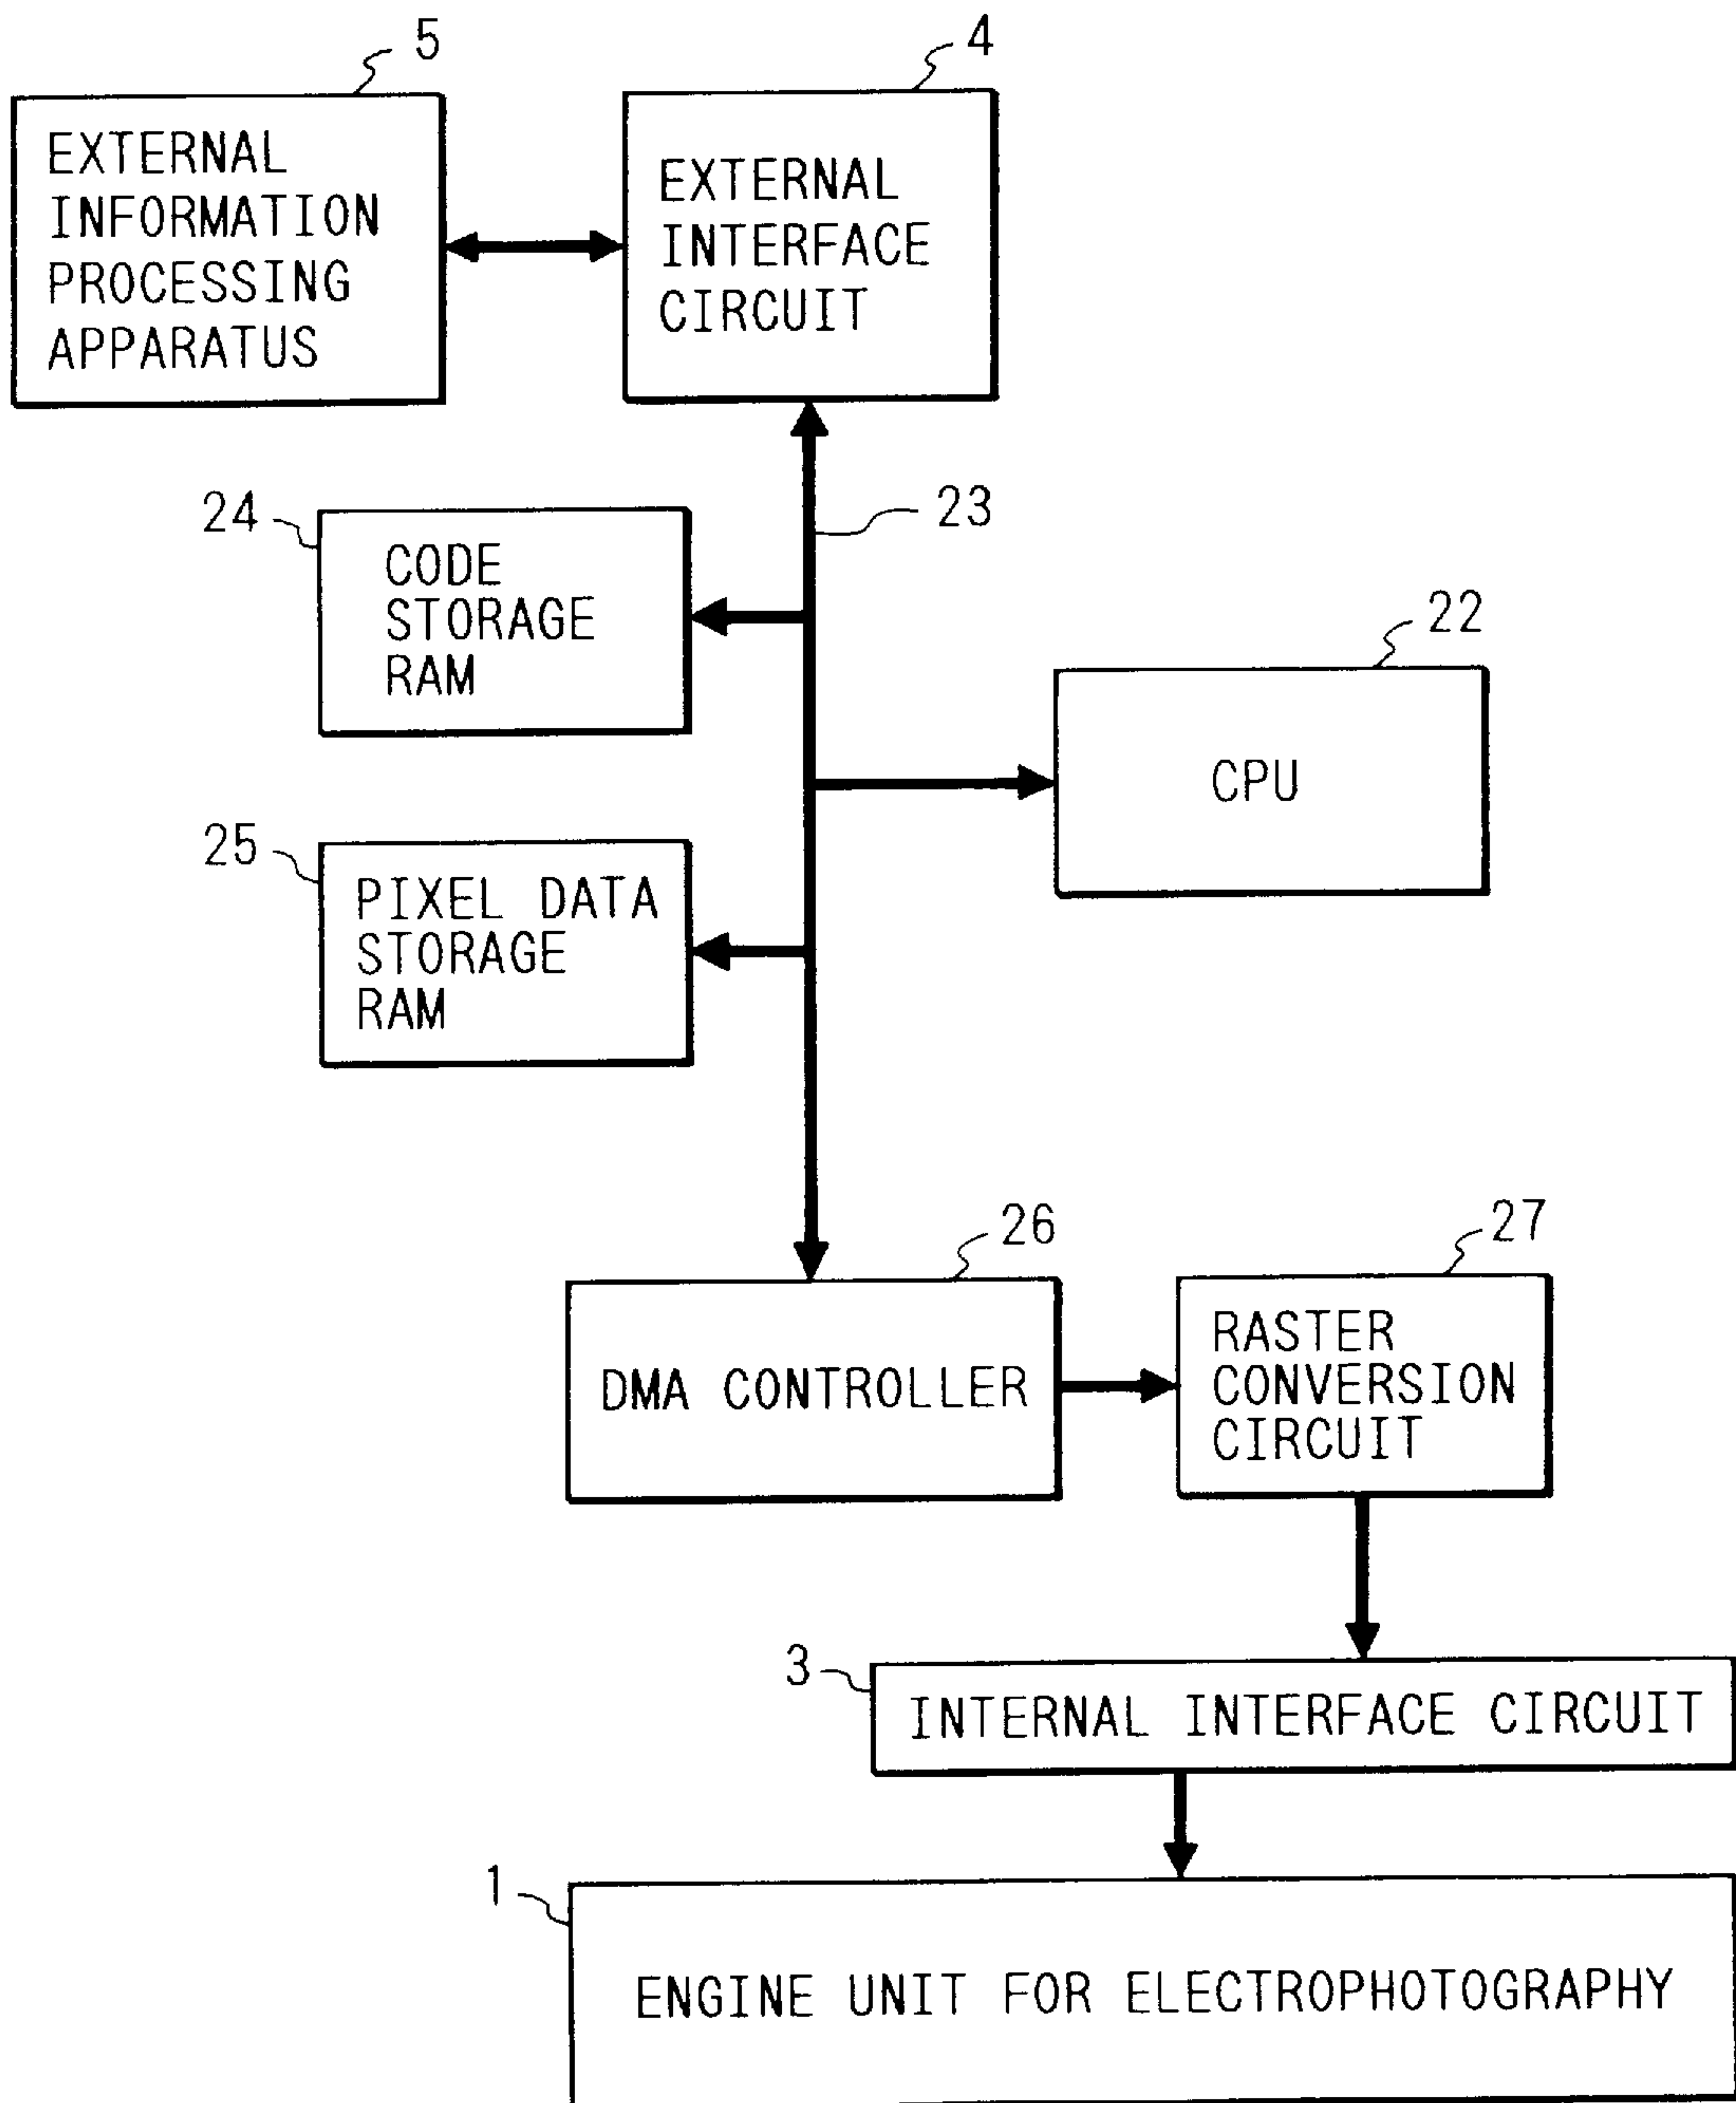 5
EXTERNAL
INFORMATION
PROCESSING
APPARATUS
4
EXTERNAL
INTERFACE
CIRCUIT
23
24
CODE
STORAGE
RAM
22
CPU
25
PIXEL DATA
STORAGE
RAM
26
DMA CONTROLLER
27
RASTER
CONVERSION
CIRCUIT
3
INTERNAL INTERFACE CIRCUIT
1
ENGINE UNIT FOR ELECTROPHOTOGRAPHY